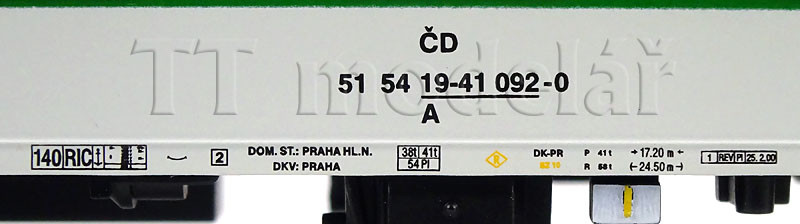 TT modelář
ČD
51 54 19-41 092-0
A
140 RIC
2
DOM. ST.: PRAHA HL.N.
DKV: PRAHA
38t 41t
54 Pl
R
DK-PR P 41t 17.20 m
R 58t (24.50 m)
1 REV PI 25.2.00